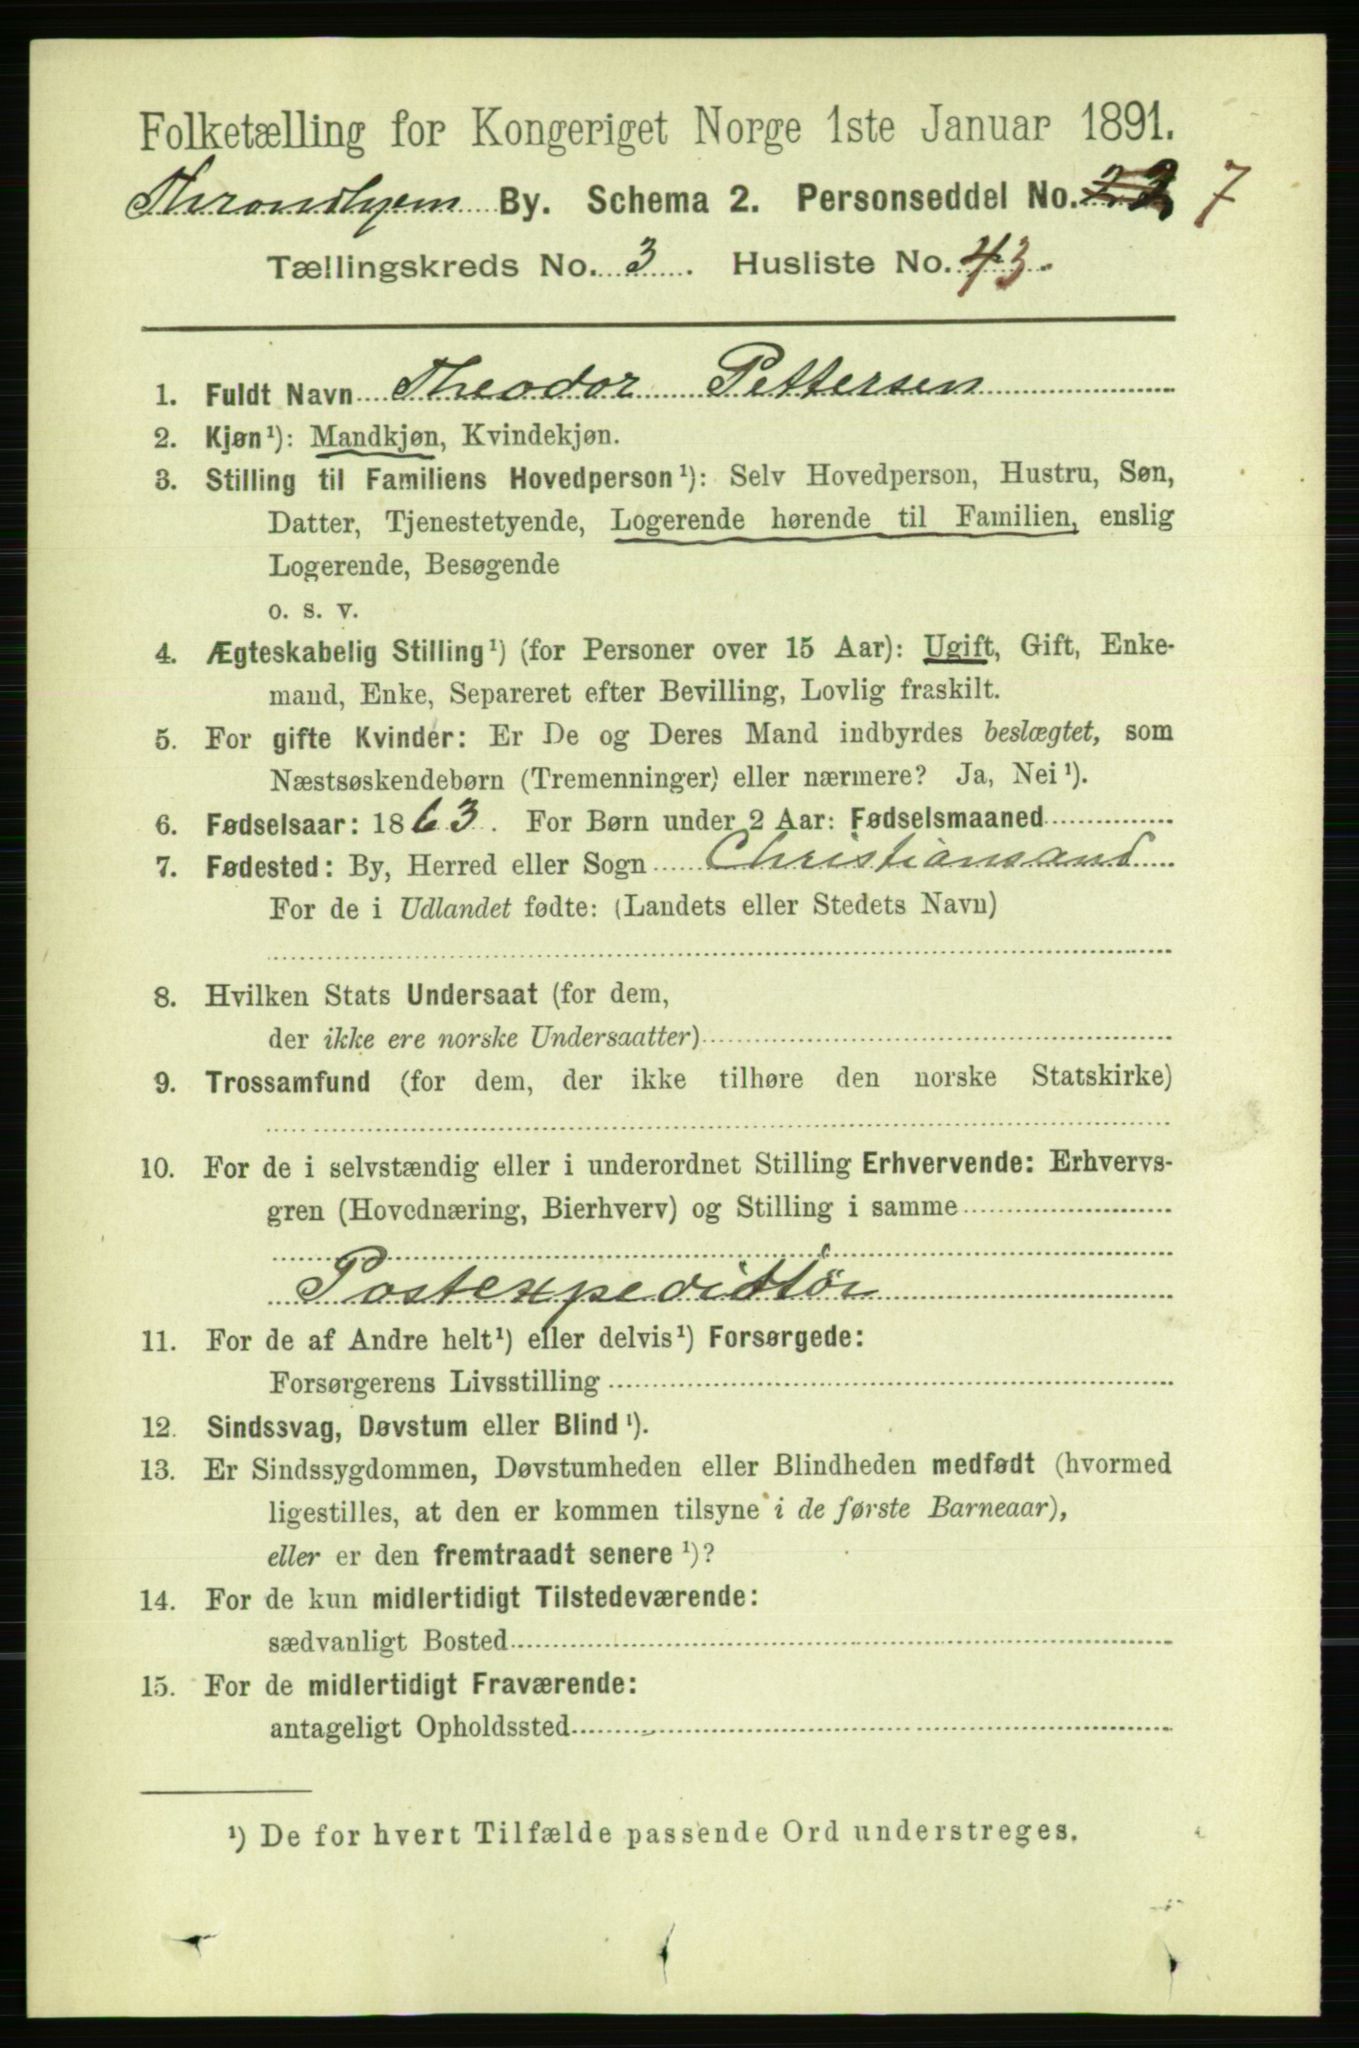 Folketælling for Kongeriget Norge 1ste Januar 1891.
Throndhjem By. Schema 2. Personseddel No. 7
Tællingskreds No. 3. Husliste No. 43.
1. Fuldt Navn Theodor Pettersen
2. Kjøn¹): Mandkjøn, Kvindekjøn.
3. Stilling til Familiens Hovedperson¹): Selv Hovedperson, Hustru, Søn,
Datter, Tjenestetyende, Logerende hørende til Familien, enslig
Logerende, Besøgende
o. s. v.
4. Ægteskabelig Stilling¹) (for Personer over 15 Aar): Ugift, Gift, Enke-
mand, Enke, Separeret efter Bevilling, Lovlig fraskilt.
5. For gifte Kvinder: Er De og Deres Mand indbyrdes beslægtet, som
Næstsøskendebørn (Tremenninger) eller nærmere? Ja, Nei¹).
6. Fødselsaar: 1863. For Børn under 2 Aar: Fødselsmaaned
7. Fødested: By, Herred eller Sogn Christiansand
For de i Udlandet fødte: (Landets eller Stedets Navn)
8. Hvilken Stats Undersaat (for dem,
der ikke ere norske Undersaatter)
9. Trossamfund (for dem, der ikke tilhøre den norske Statskirke)
10. For de i selvstændig eller i underordnet Stilling Erhvervende: Erhvervs-
gren (Hovednæring, Bierhverv) og Stilling i samme
Postexpeditør
11. For de af Andre helt¹) eller delvis¹) Forsørgede:
Forsørgerens Livsstilling
12. Sindssvag, Døvstum eller Blind¹).
13. Er Sindssygdommen, Døvstumheden eller Blindheden medfødt (hvormed
ligestilles, at den er kommen tilsyne i de første Barneaar),
eller er den fremtraadt senere¹)?
14. For de kun midlertidigt Tilstedeværende:
sædvanligt Bosted
15. For de midlertidigt Fraværende:
antageligt Opholdssted
¹) De for hvert Tilfælde passende Ord understreges.